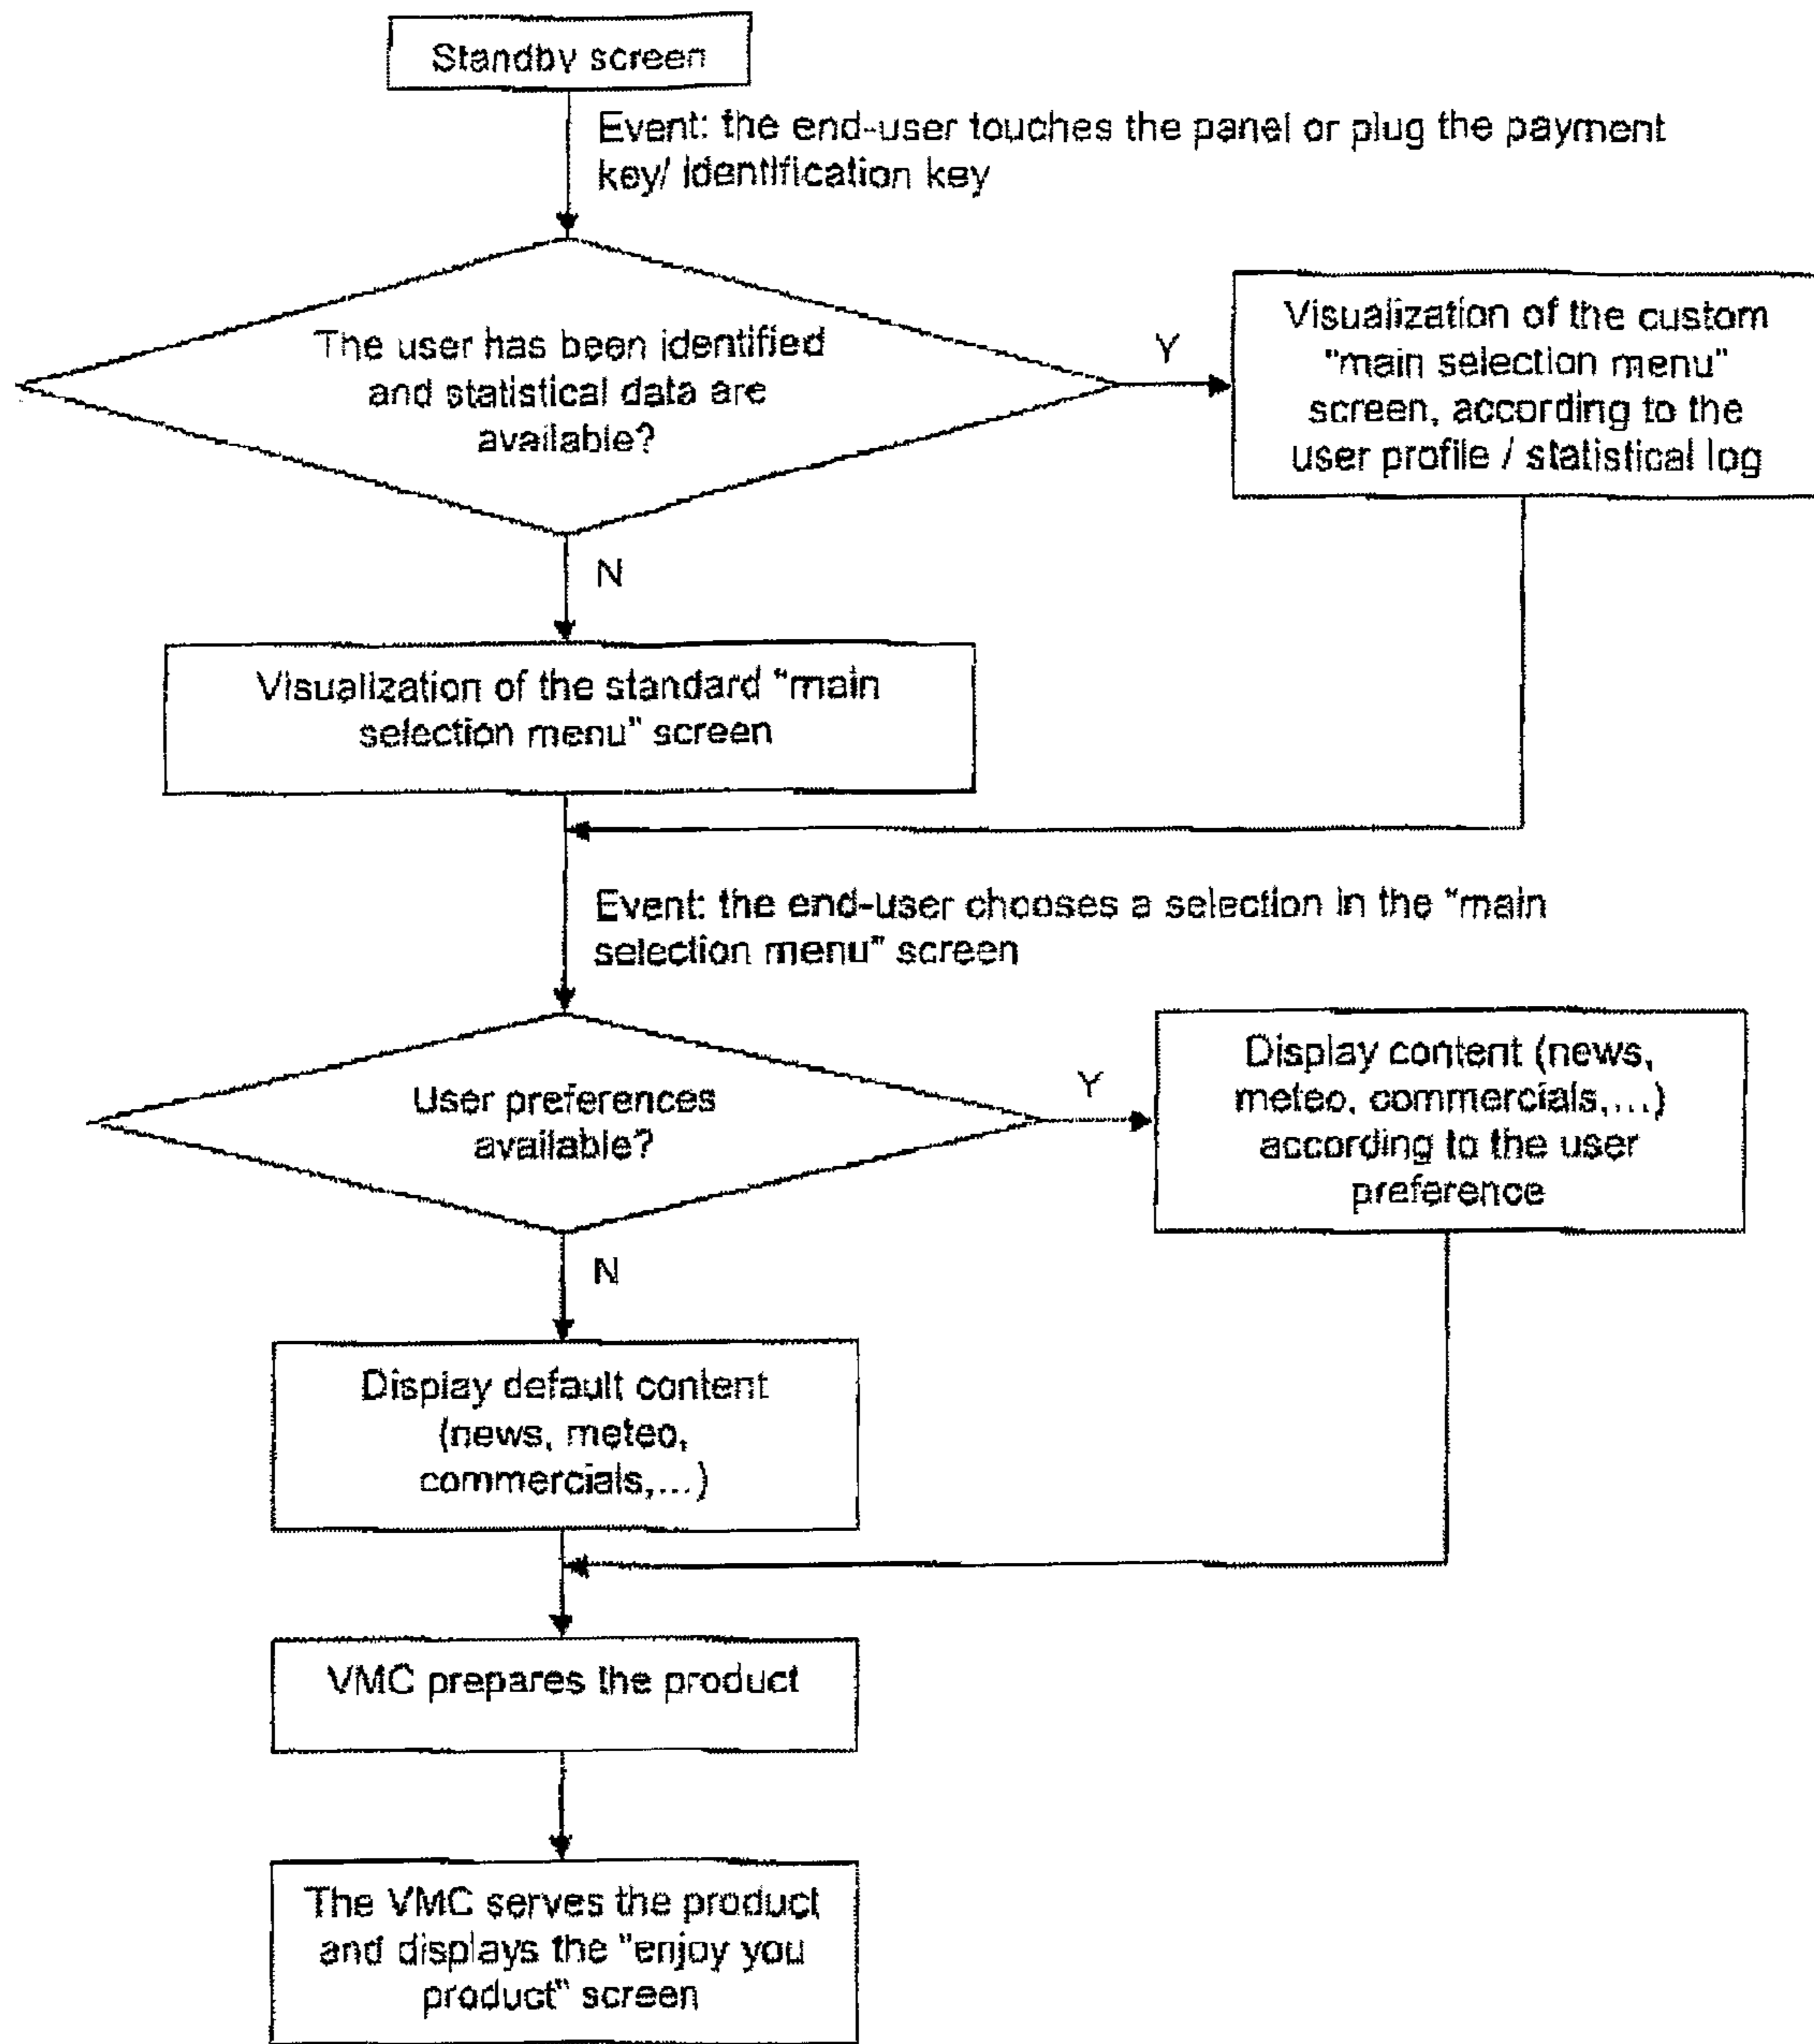 Standby screen
Event: the end-user touches the panel or plug the payment
key/ identification key
The user has been identified
and statistical data are
available?
Y
Visualization of the custom
"main selection menu"
screen, according to the
user profile / statistical log
N
Visualization of the standard "main
selection menu" screen
Event: the end-user chooses a selection in the "main
selection menu" screen
User preferences
available?
Y
Display content (news,
meteo, commercials,...)
according to the user
preference
N
Display default content
(news, meteo,
commercials,...)
VMC prepares the product
The VMC serves the product
and displays the "enjoy you
product" screen